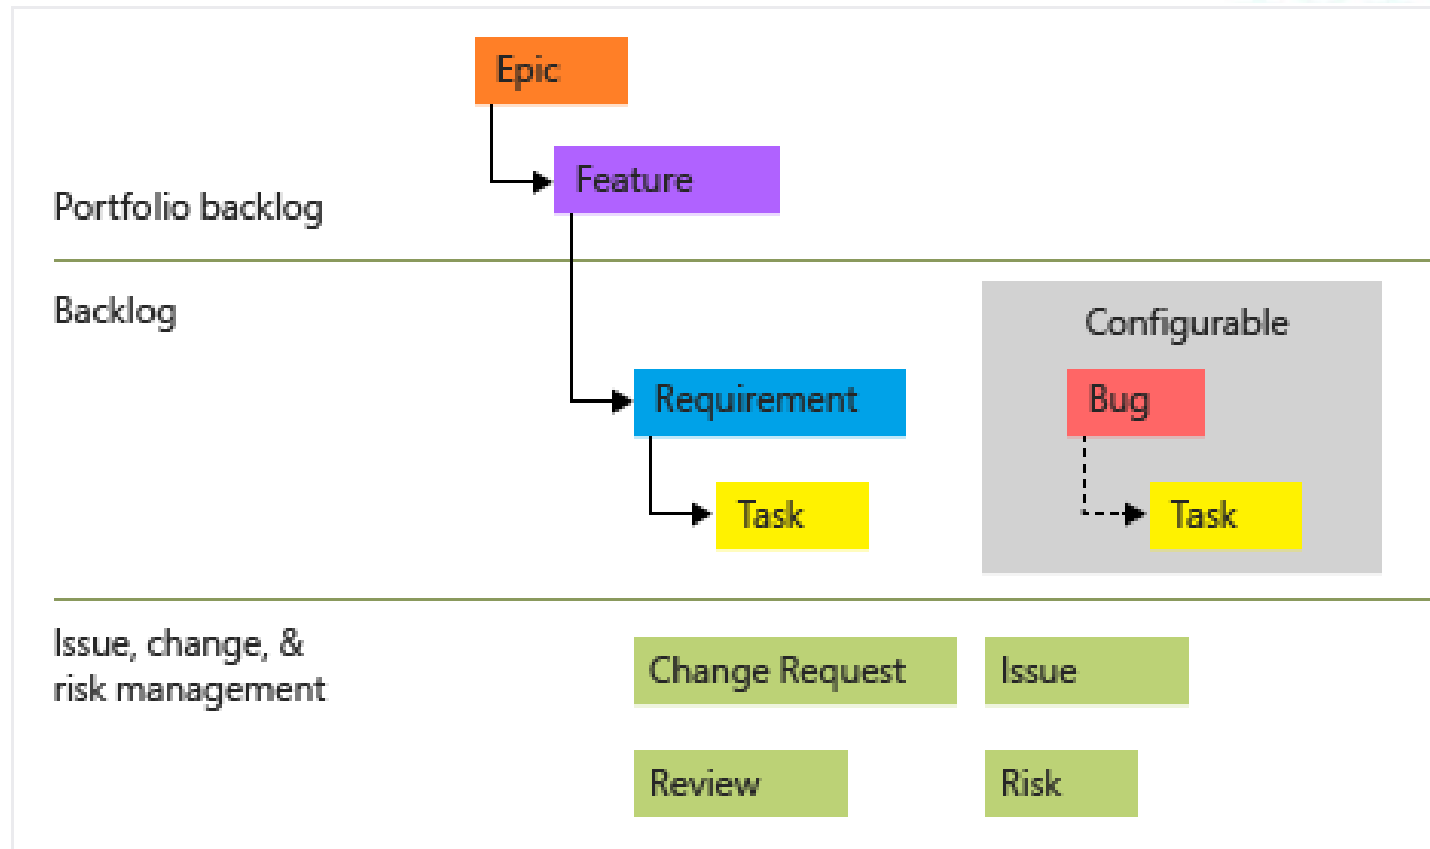 Epic
Feature
Portfolio backlog
Backlog
Configurable
Requirement
Bug
Task
Task
Issue, change, &
risk management
Change Request
Issue
Review
Risk